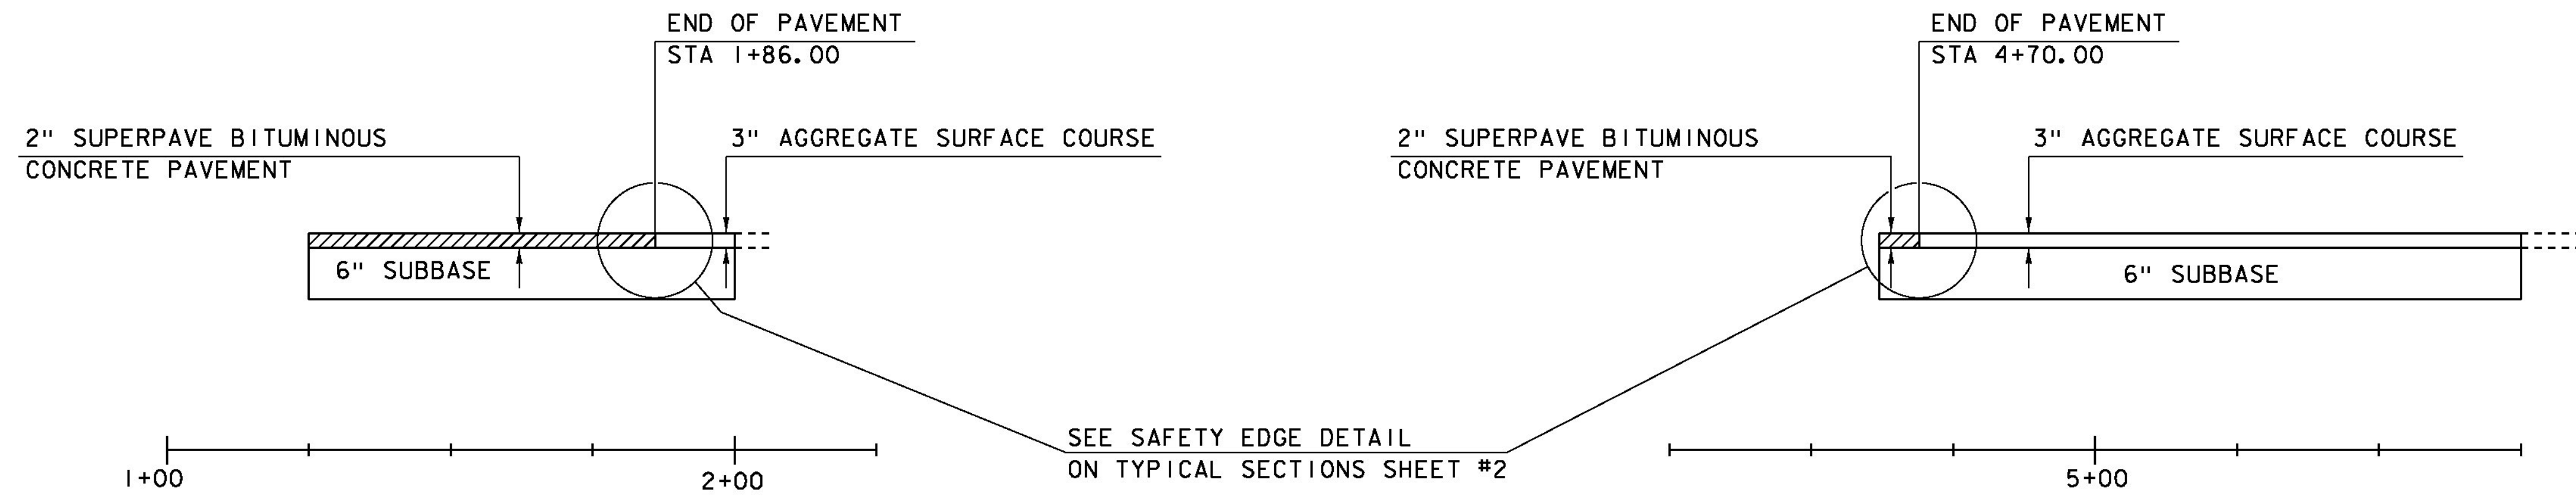 END OF PAVEMENT
STA 1+86.00
2" SUPERPAVE BITUMINOUS
CONCRETE PAVEMENT
3" AGGREGATE SURFACE COURSE
6" SUBBASE
END OF PAVEMENT
STA 4+70.00
2" SUPERPAVE BITUMINOUS
CONCRETE PAVEMENT
3" AGGREGATE SURFACE COURSE
6" SUBBASE
SEE SAFETY EDGE DETAIL
ON TYPICAL SECTIONS SHEET #2
1+00
2+00
5+00